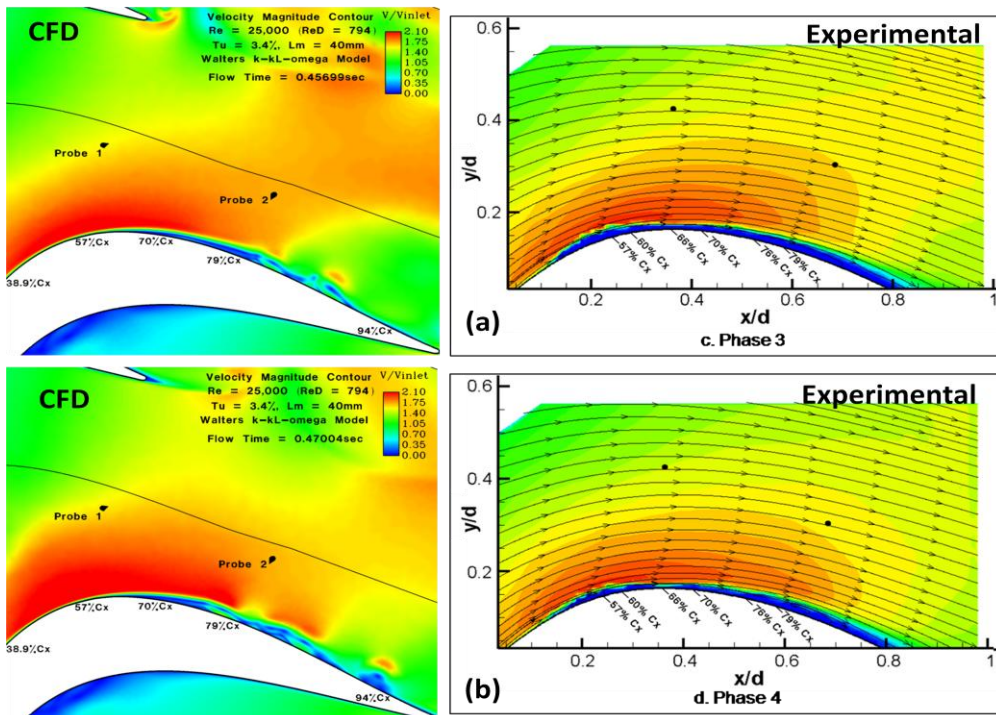 CFD
Velocity Magnitude Contour V/Vinlet
Re = 25,000 (ReD = 794)
Tu = 3.4%, Lm = 40mm
Walters k-kL-omega Model
Flow Time = 0.45699sec
2.10
1.75
1.40
1.05
0.70
0.35
0.00
Probe 1
Probe 2
57%Cx
70%Cx
79%Cx
38.9%Cx
94%Cx
Experimental
0.6
0.4
0.2
y/d
57% Cx
60% Cx
66% Cx
70% Cx
76% Cx
79% Cx
0.2
0.4
0.6
0.8
1
x/d
(a)
c. Phase 3
CFD
Velocity Magnitude Contour V/Vinlet
Re = 25,000 (ReD = 794)
Tu = 3.4%, Lm = 40mm
Walters k-kL-omega Model
Flow Time = 0.47004sec
2.10
1.75
1.40
1.05
0.70
0.35
0.00
Probe 1
Probe 2
57%Cx
70%Cx
79%Cx
38.9%Cx
94%Cx
Experimental
0.6
0.4
0.2
y/d
57% Cx
60% Cx
66% Cx
70% Cx
76% Cx
79% Cx
0.2
0.4
0.6
0.8
1
x/d
(b)
d. Phase 4